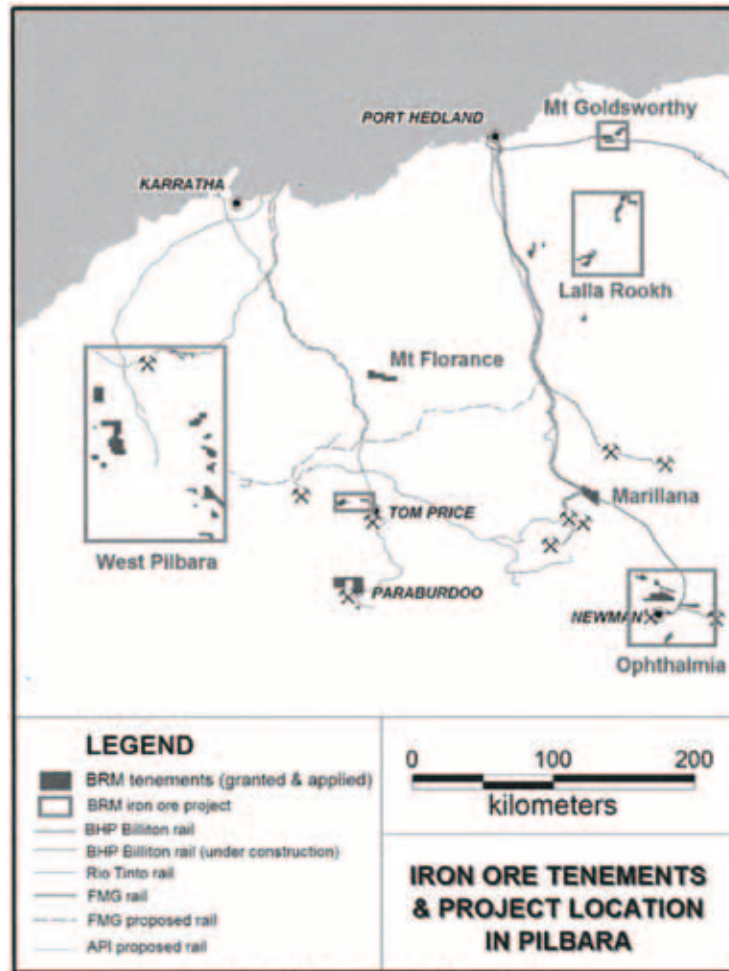 Mt Goldsworthy
PORT HEDLAND
KARRATHA
Lalla Rookh
Mt Florance
Marillana
TOM PRICE
West Pilbara
PARABURDOO
NEWMAN
Ophthalmia
LEGEND
BRM tenements (granted & applied)
BRM iron ore project
BHP Billiton rail
BHP Billiton rail (under construction)
Rio Tinto rail
FMG rail
FMG proposed rail
API proposed rail
0 100 200
kilometers
IRON ORE TENEMENTS
& PROJECT LOCATION
IN PILBARA